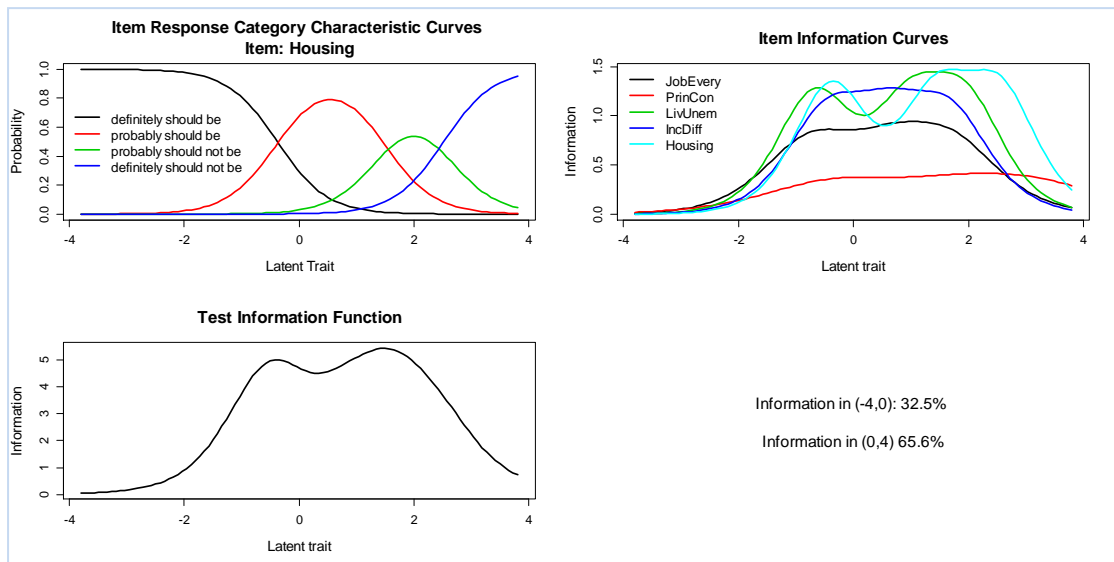 Item Response Category Characteristic Curves
Item: Housing
Probability
1.0
0.8
0.6
0.4
0.2
0.0
definitely should be
probably should be
probably should not be
definitely should not be
-4
-2
0
2
4
Latent Trait
Item Information Curves
Information
1.5
1.0
0.5
0.0
JobEvery
PrinCon
LivUnem
IncDiff
Housing
-4
-2
0
2
4
Latent trait
Test Information Function
Information
5
4
3
2
1
0
-4
-2
0
2
4
Latent trait
Information in (-4,0): 32.5%
Information in (0,4) 65.6%